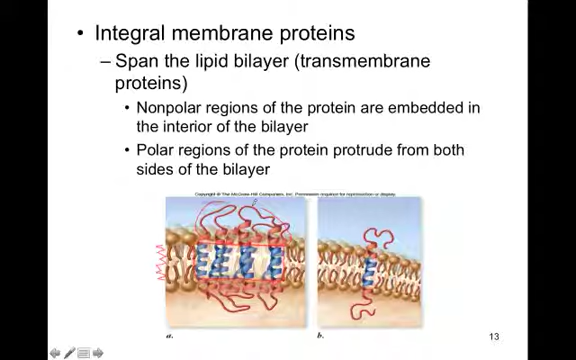 • Integral membrane proteins
– Span the lipid bilayer (transmembrane
proteins)
• Nonpolar regions of the protein are embedded in
the interior of the bilayer
• Polar regions of the protein protrude from both
sides of the bilayer
Copyright © The McGraw-Hill Companies, Inc. Permission required for reproduction or display.
a.
b.
13